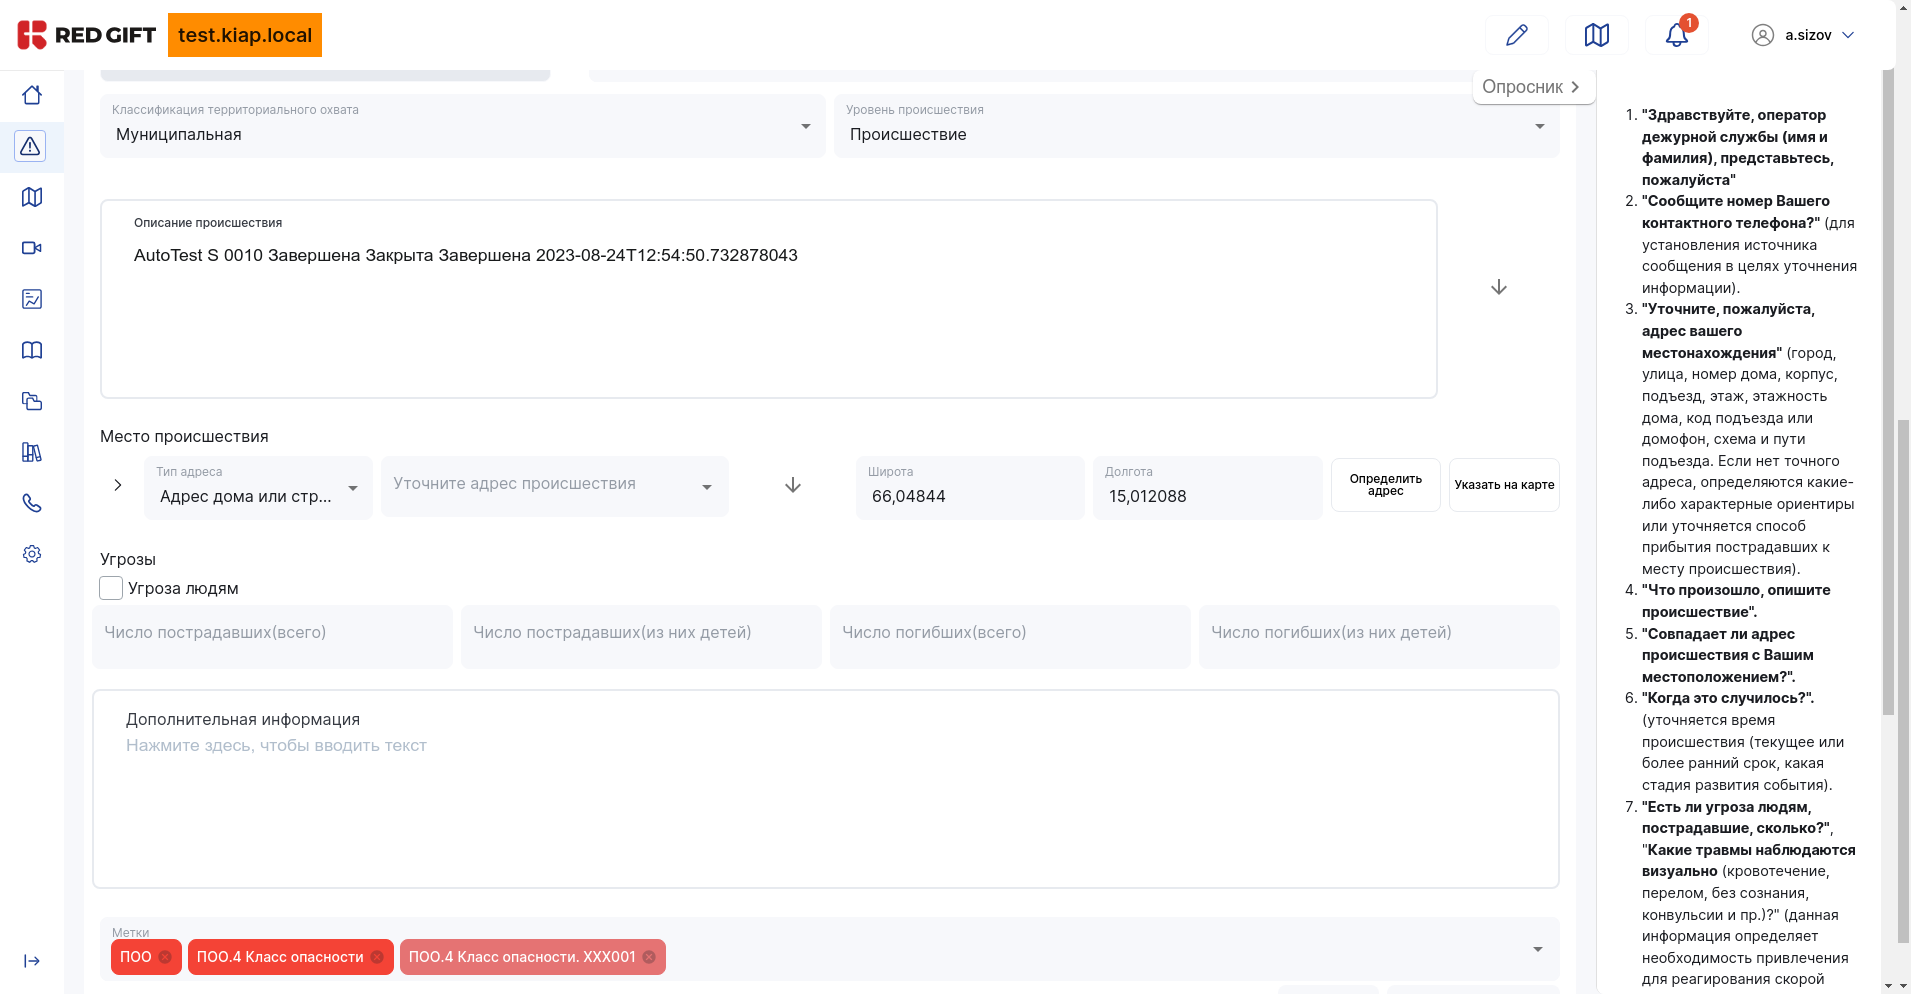 RED GIFT
test.kiap.local
1
a.sizov
Опросник
Классификация территориального охвата
Муниципальная
Уровень происшествия
Происшествие
Описание происшествия
AutoTest S 0010 Завершена Закрыта Завершена 2023-08-24T12:54:50.732878043
Место происшествия
Тип адреса
Адрес дома или стр...
Уточните адрес происшествия
Широта
66,04844
Долгота
15,012088
Определить
адрес
Указать на карте
Угрозы
Угроза людям
Число пострадавших(всего)
Число пострадавших(из них детей)
Число погибших(всего)
Число погибших(из них детей)
Дополнительная информация
Нажмите здесь, чтобы вводить текст
Метки
ПОО
ПОО.4 Класс опасности
ПОО.4 Класс опасности. XXX001
1. "Здравствуйте, оператор
дежурной службы (имя и
фамилия), представьтесь,
пожалуйста"
2. "Сообщите номер Вашего
контактного телефона?" (для
установления источника
сообщения в целях уточнения
информации).
3. "Уточните, пожалуйста,
адрес вашего
местонахождения" (город,
улица, номер дома, корпус,
подъезд, этаж, этажность
дома, код подъезда или
домофон, схема и пути
подъезда. Если нет точного
адреса, определяются какие-
либо характерные ориентиры
или уточняется способ
прибытия пострадавших к
месту происшествия).
4. "Что произошло, опишите
происшествие".
5. "Совпадает ли адрес
происшествия с Вашим
местоположением?".
6. "Когда это случилось?".
(уточняется время
происшествия (текущее или
более ранний срок, какая
стадия развития события).
7. "Есть ли угроза людям,
пострадавшие, сколько?",
"Какие травмы наблюдаются
визуально (кровотечение,
перелом, без сознания,
конвульсии и пр.)?" (данная
информация определяет
необходимость привлечения
для реагирования скорой